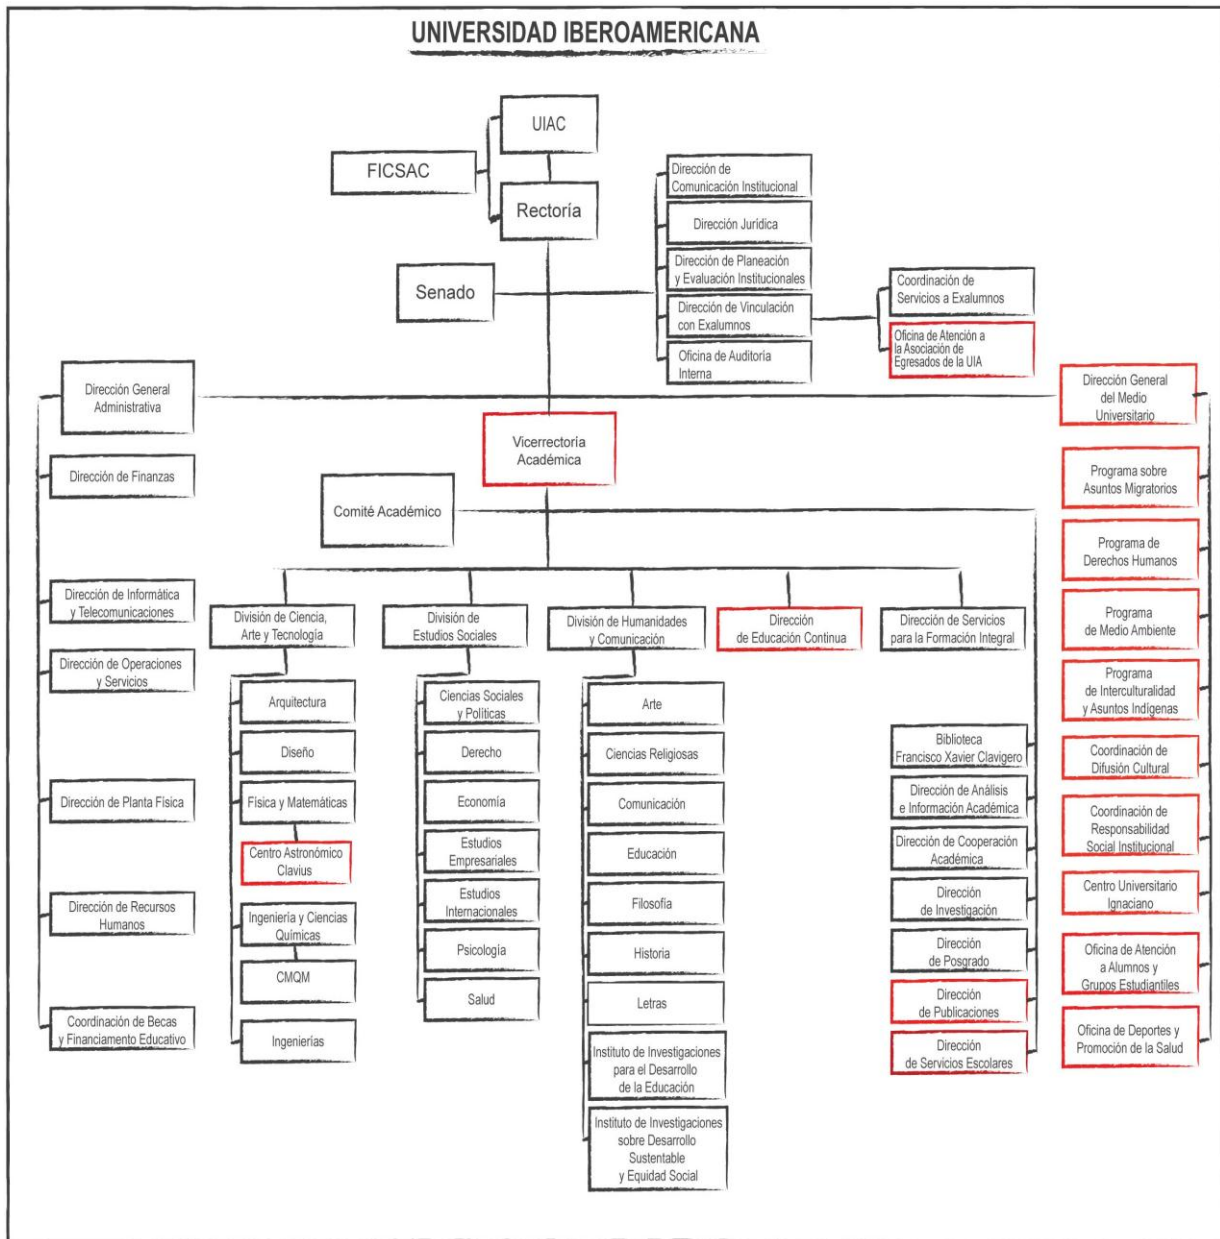 UNIVERSIDAD IBEROAMERICANA
UIAC
FICSAC
Rectoría
Senado
Dirección de
Comunicación Institucional
Dirección Jurídica
Dirección de Planeación
y Evaluación Institucionales
Dirección de Vinculación
con Exalumnos
Oficina de Auditoría
Interna
Coordinación de
Servicios a Exalumnos
Oficina de Atención a
la Asociación de
Egresados de la UIA
Dirección General
Administrativa
Dirección de Finanzas
Dirección de Informática
y Telecomunicaciones
Dirección de Operaciones
y Servicios
Dirección de Planta Física
Dirección de Recursos
Humanos
Coordinación de Becas
y Financiamiento Educativo
Vicerrectoría
Académica
Comité Académico
División de Ciencia,
Arte y Tecnología
Arquitectura
Diseño
Física y Matemáticas
Centro Astronómico
Clavius
Ingeniería y Ciencias
Químicas
CMQM
Ingenierías
División de
Estudios Sociales
Ciencias Sociales
y Políticas
Derecho
Economía
Estudios
Empresariales
Estudios
Internacionales
Psicología
Salud
División de Humanidades
y Comunicación
Arte
Ciencias Religiosas
Comunicación
Educación
Filosofía
Historia
Letras
Instituto de Investigaciones
para el Desarrollo
de la Educación
Instituto de Investigaciones
sobre Desarrollo
Sustentable
y Equidad Social
Dirección
de Educación Continua
Dirección de Servicios
para la Formación Integral
Biblioteca
Francisco Xavier Clavigero
Dirección de Análisis
e Información Académica
Dirección de Cooperación
Académica
Dirección
de Investigación
Dirección
de Posgrado
Dirección
de Publicaciones
Dirección
de Servicios Escolares
Dirección General
del Medio
Universitario
Programa sobre
Asuntos Migratorios
Programa de
Derechos Humanos
Programa
de Medio Ambiente
Programa
de Interculturalidad
y Asuntos Indígenas
Coordinación de
Difusión Cultural
Coordinación de
Responsabilidad
Social Institucional
Centro Universitario
Ignaciano
Oficina de Atención
a Alumnos y
Grupos Estudiantiles
Oficina de Deportes y
Promoción de la Salud